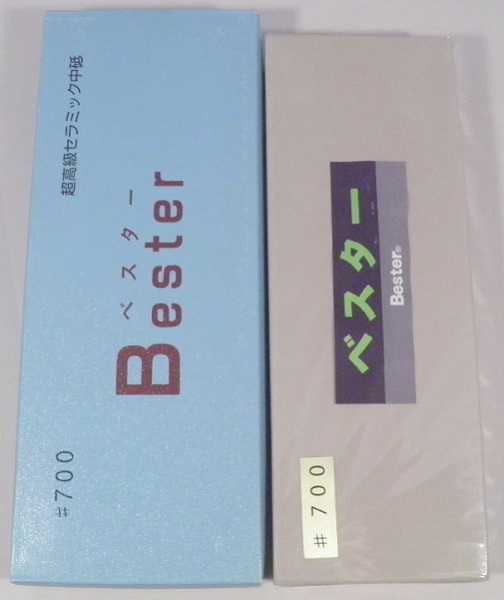 超高級セラミック中砥
ベスター
Bester
#700
ベスター
Bester®
# 700